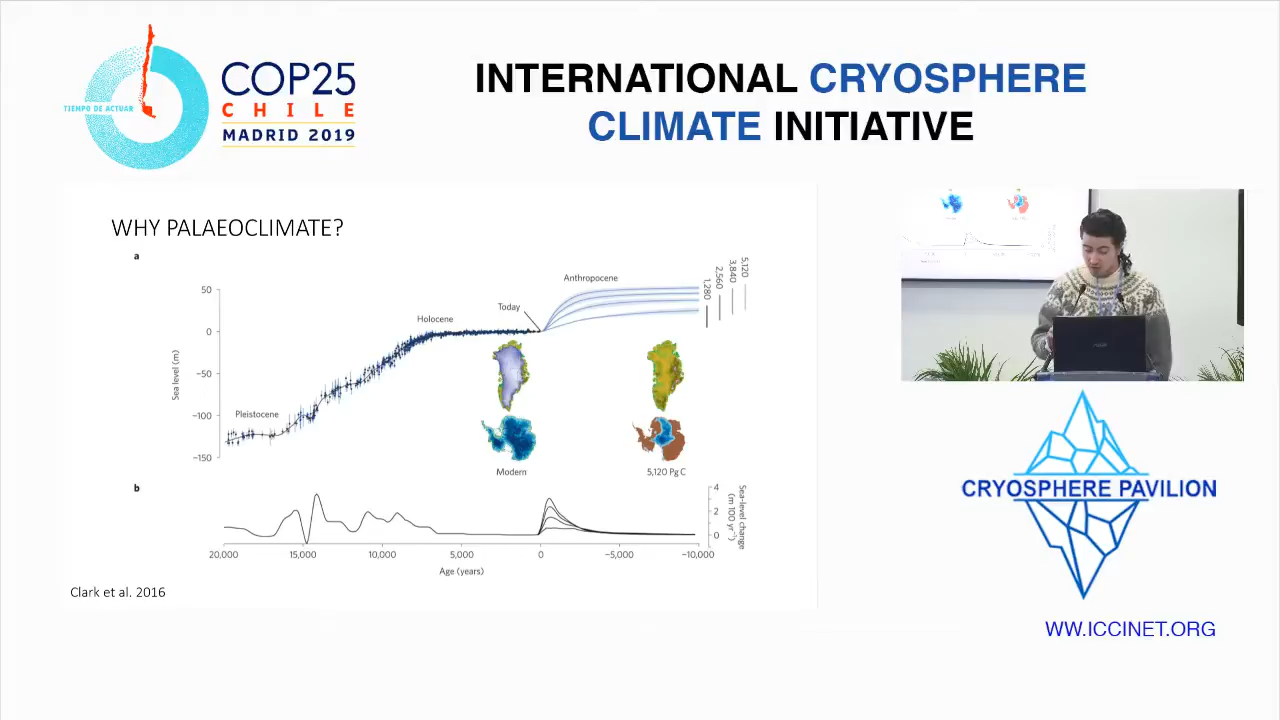 TIEMPO DE ACTUAR
COP25
CHILE
MADRID 2019
INTERNATIONAL CRYOSPHERE
CLIMATE INITIATIVE
WHY PALAEOCLIMATE?
a
50
0
−50
−100
−150
Sea level (m)
Pleistocene
Holocene
Today
Anthropocene
1,280
2,560
3,840
5,120
Modern
5,120 Pg C
b
4
2
0
Sea-level change
(m 100 yr⁻¹)
20,000
15,000
10,000
5,000
0
−5,000
−10,000
Age (years)
Clark et al. 2016
CRYOSPHERE PAVILION
WW.ICCINET.ORG